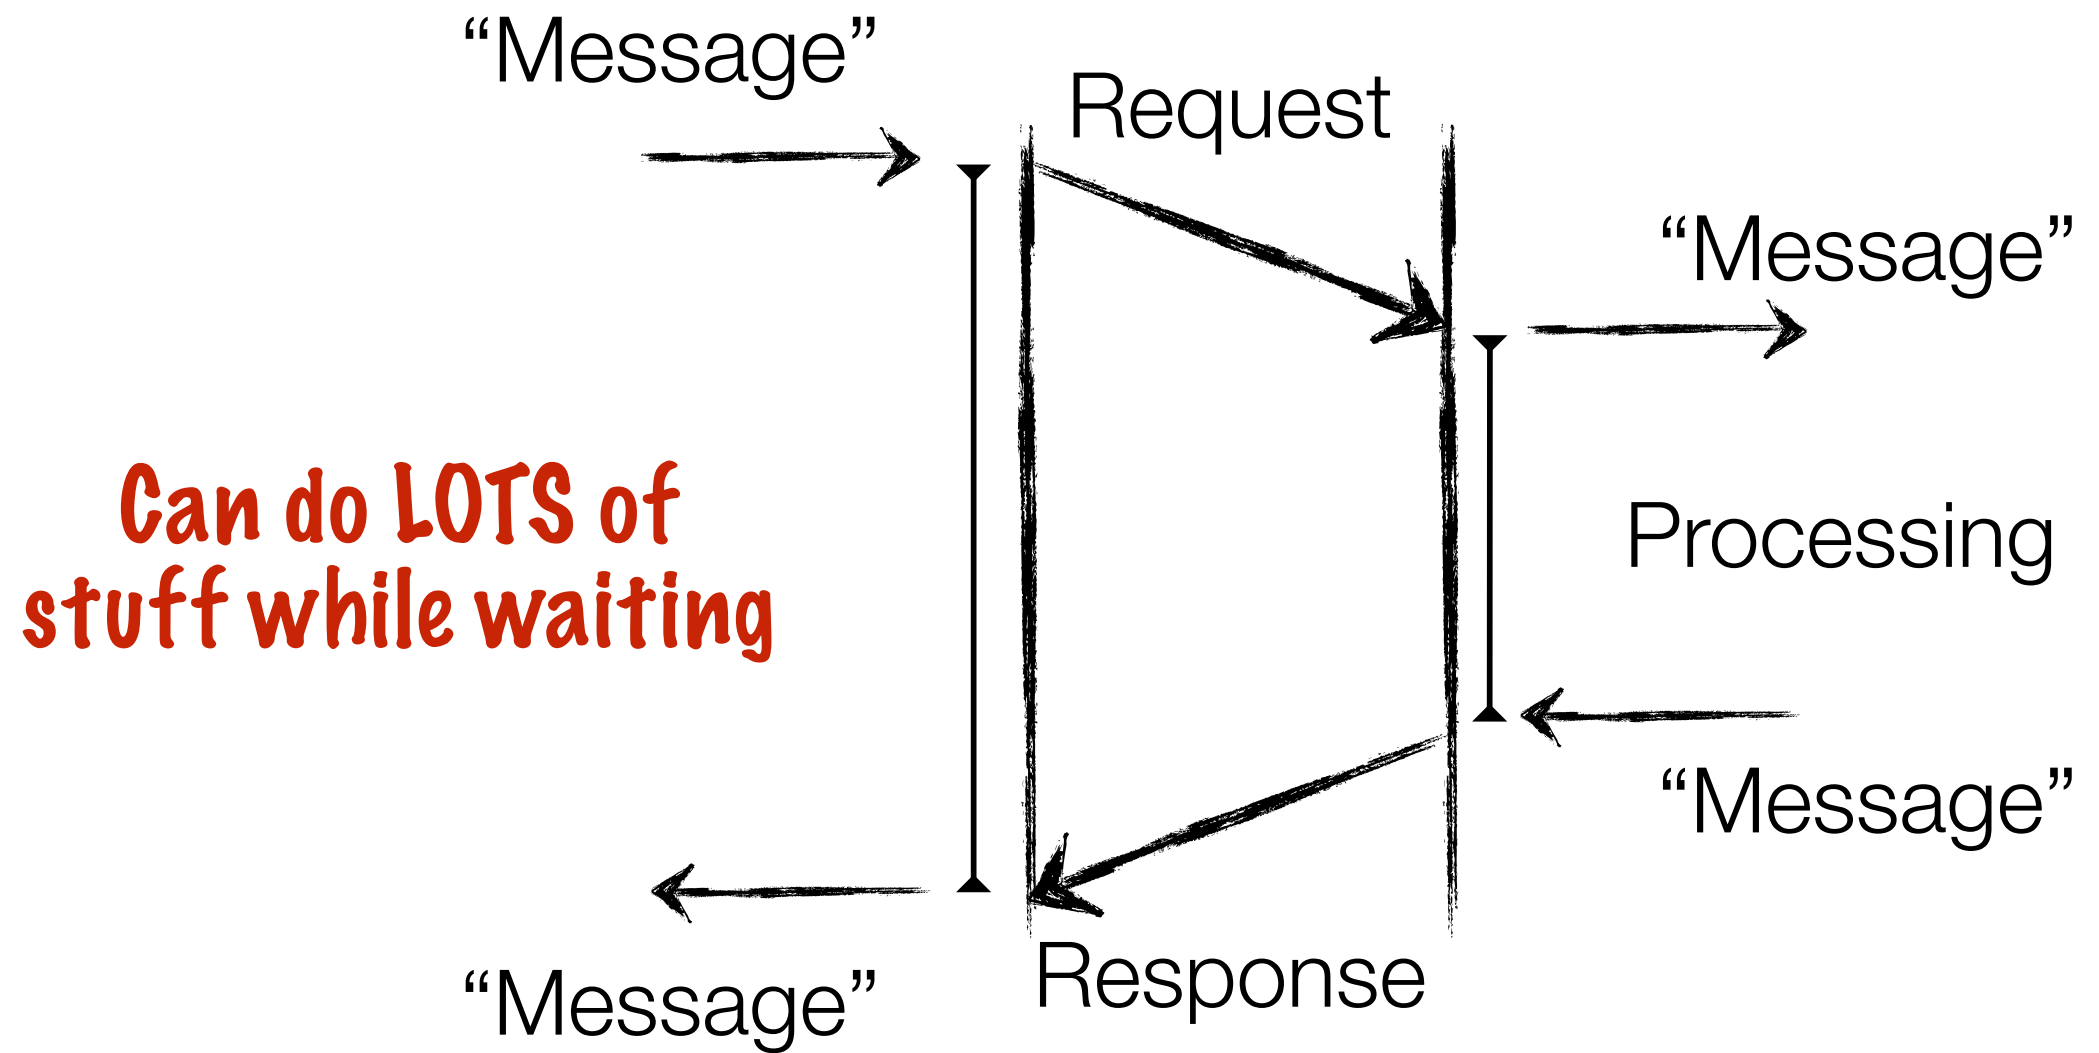 “Message”
Request
“Message”
Can do LOTS of
stuff while waiting
Processing
“Message”
Response
“Message”